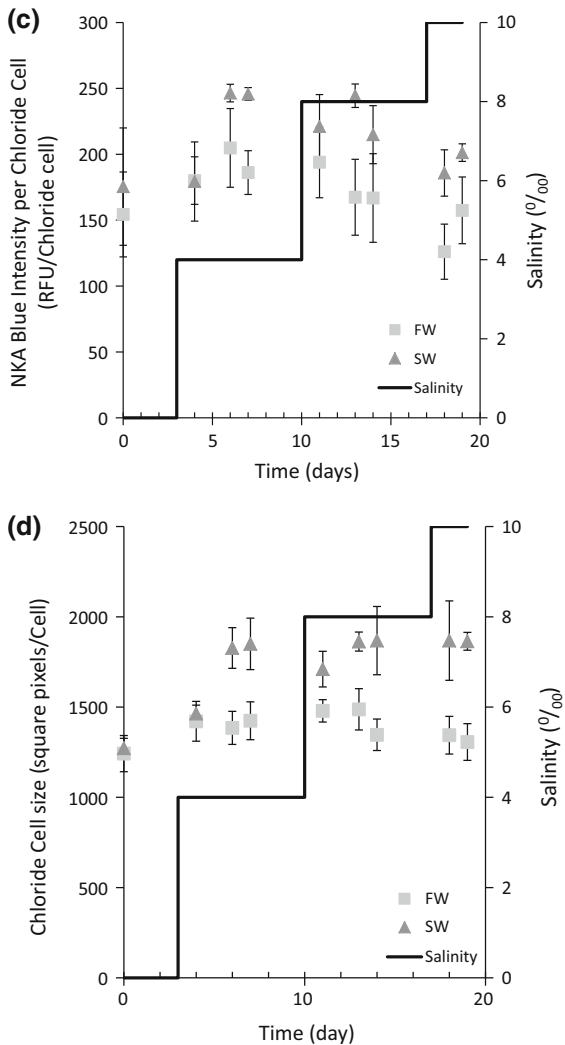 (c)
300
250
200
150
100
50
0
NKA Blue Intensity per Chloride Cell
(RFU/Chloride cell)
10
8
6
4
2
0
Salinity (⁰/₀₀)
FW
SW
Salinity
0
5
10
15
20
Time (days)
(d)
2500
2000
1500
1000
500
0
Chloride Cell size (square pixels/Cell)
10
8
6
4
2
0
Salinity (⁰/₀₀)
FW
SW
Salinity
0
10
20
Time (day)